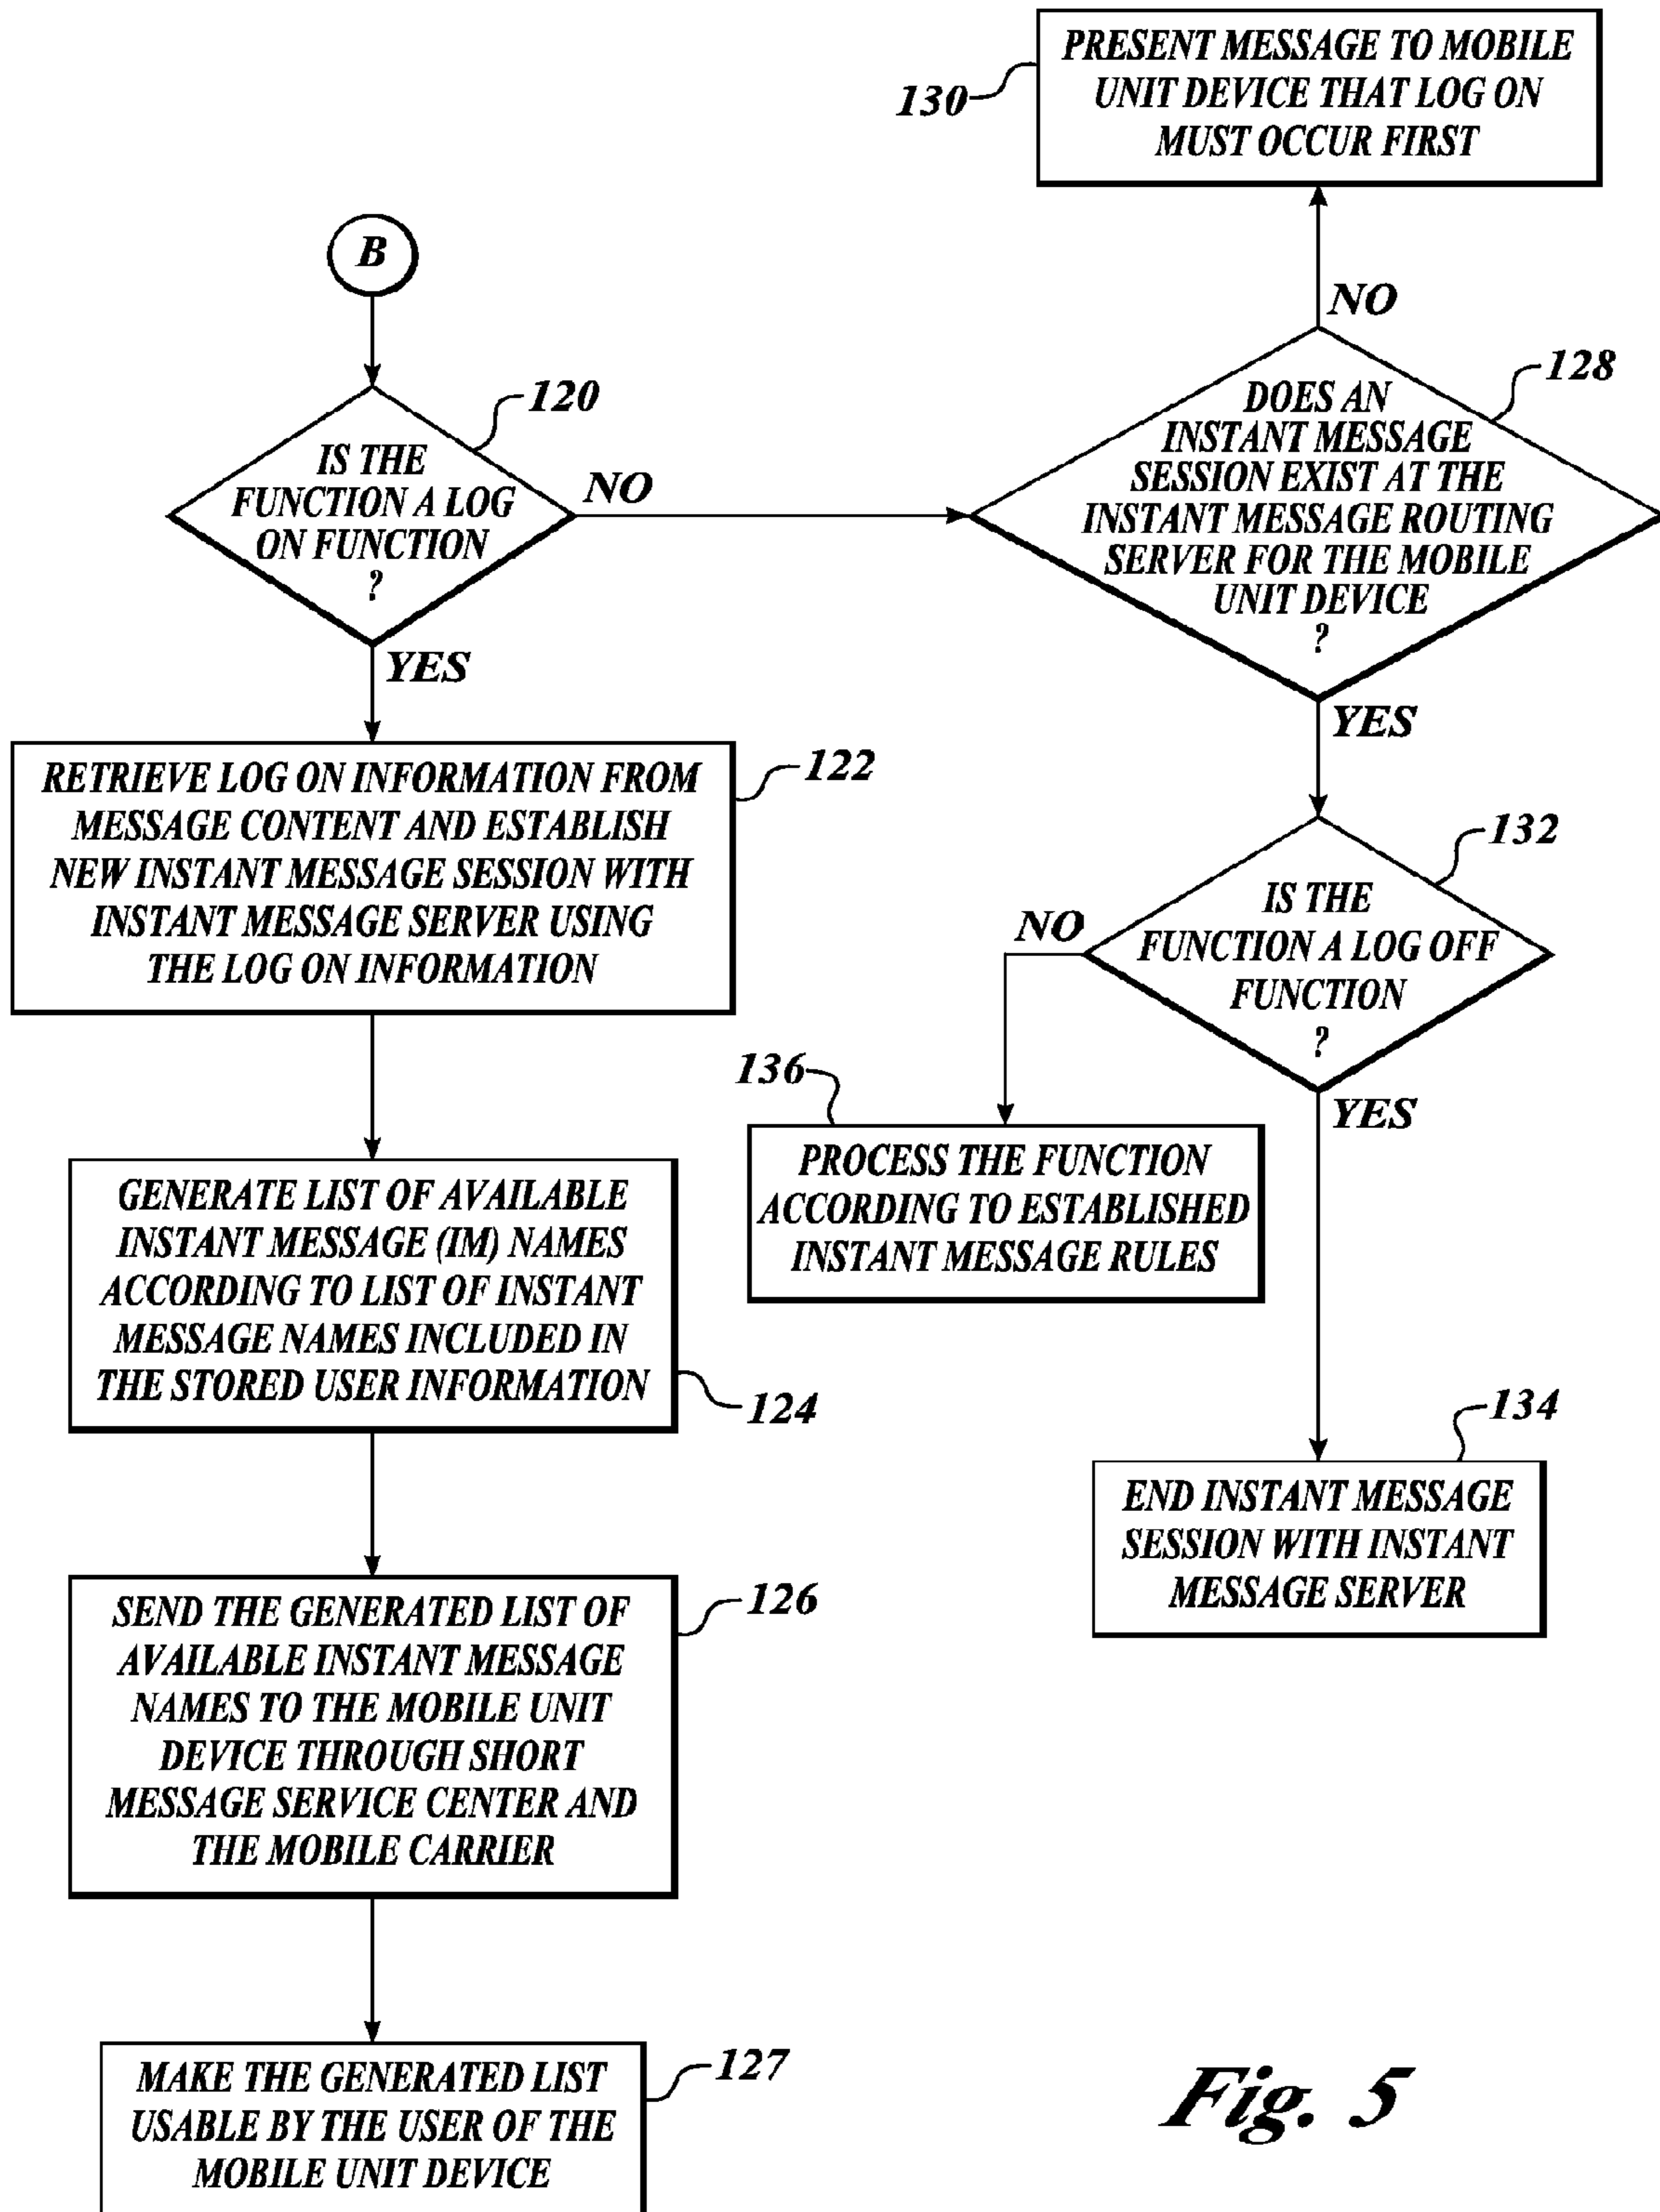 B
120
IS THE
FUNCTION A LOG
ON FUNCTION
?
NO
YES
122
RETRIEVE LOG ON INFORMATION FROM
MESSAGE CONTENT AND ESTABLISH
NEW INSTANT MESSAGE SESSION WITH
INSTANT MESSAGE SERVER USING
THE LOG ON INFORMATION
GENERATE LIST OF AVAILABLE
INSTANT MESSAGE (IM) NAMES
ACCORDING TO LIST OF INSTANT
MESSAGE NAMES INCLUDED IN
THE STORED USER INFORMATION
124
126
SEND THE GENERATED LIST OF
AVAILABLE INSTANT MESSAGE
NAMES TO THE MOBILE UNIT
DEVICE THROUGH SHORT
MESSAGE SERVICE CENTER AND
THE MOBILE CARRIER
127
MAKE THE GENERATED LIST
USABLE BY THE USER OF THE
MOBILE UNIT DEVICE
130
PRESENT MESSAGE TO MOBILE
UNIT DEVICE THAT LOG ON
MUST OCCUR FIRST
NO
128
DOES AN
INSTANT MESSAGE
SESSION EXIST AT THE
INSTANT MESSAGE ROUTING
SERVER FOR THE MOBILE
UNIT DEVICE
?
YES
132
IS THE
FUNCTION A LOG OFF
FUNCTION
?
NO
YES
136
PROCESS THE FUNCTION
ACCORDING TO ESTABLISHED
INSTANT MESSAGE RULES
134
END INSTANT MESSAGE
SESSION WITH INSTANT
MESSAGE SERVER
Fig. 5